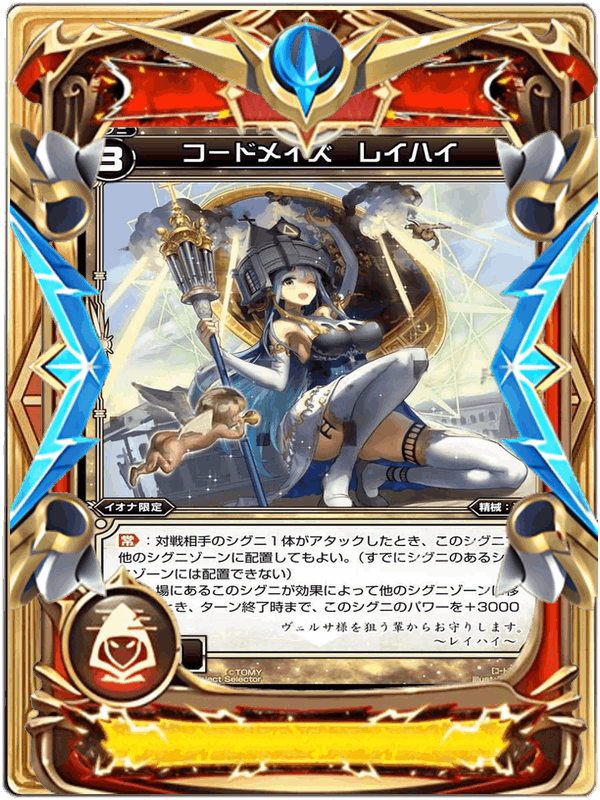 3
コードメイズ レイハイ
イオナ限定
精械:
常:対戦相手のシグニ1体がアタックしたとき、このシグニ
他のシグニゾーンに配置してもよい。(すでにシグニのあるシ
ゾーンには配置できない)
場にあるこのシグニが効果によって他のシグニゾーンに移
とき、ターン終了時まで、このシグニのパワーを+3000
ヴェルサ様を狙う輩からお守りします。
~レイハイ~
©TOMY
Selector